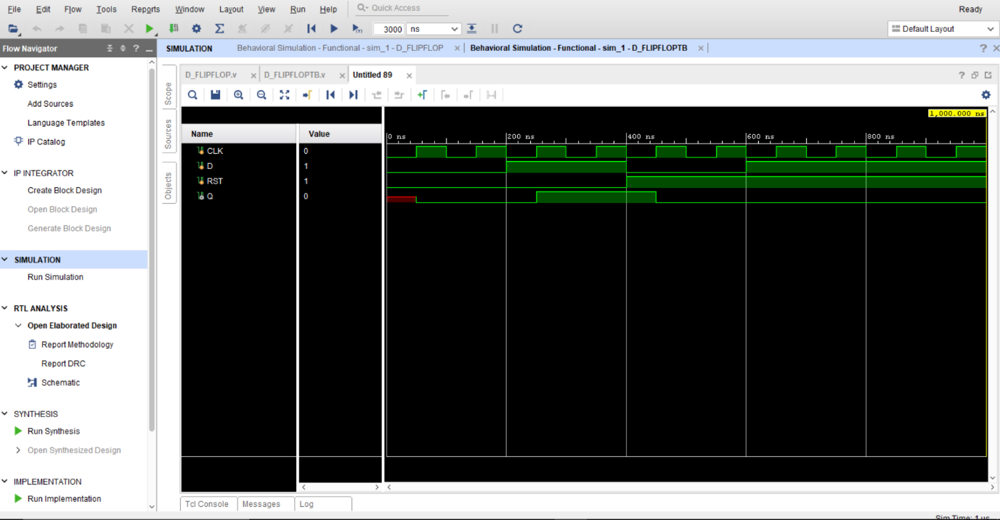 File Edit Flow Tools Reports Window Layout View Run Help Quick Access Ready
3000 ns Default Layout
Flow Navigator ?
SIMULATION Behavioral Simulation - Functional - sim_1 - D_FLIPFLOP × Behavioral Simulation - Functional - sim_1 - D_FLIPFLOPTB × ? ×
PROJECT MANAGER
Settings
Add Sources
Language Templates
IP Catalog
IP INTEGRATOR
Create Block Design
Open Block Design
Generate Block Design
SIMULATION
Run Simulation
RTL ANALYSIS
Open Elaborated Design
Report Methodology
Report DRC
Schematic
SYNTHESIS
Run Synthesis
Open Synthesized Design
IMPLEMENTATION
Run Implementation
Scope
Sources
Objects
D_FLIPFLOP.v × D_FLIPFLOPTB.v × Untitled 89 × ?
1,000.000 ns
Name Value
0 ns 200 ns 400 ns 600 ns 800 ns
CLK 0
D 1
RST 1
Q 0
Tcl Console Messages Log
Sim Time: 1 us